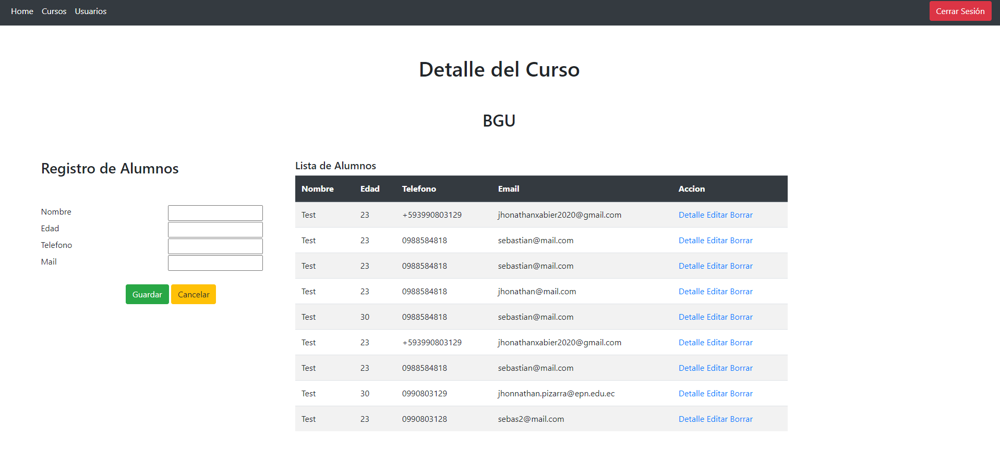 Home Cursos Usuarios Cerrar Sesión
Detalle del Curso
BGU
Registro de Alumnos
Nombre
Edad
Telefono
Mail
Guardar Cancelar
Lista de Alumnos
Nombre Edad Telefono Email Accion
Test 23 +593990803129 jhonathanxabier2020@gmail.com Detalle Editar Borrar
Test 23 0988584818 sebastian@mail.com Detalle Editar Borrar
Test 23 0988584818 sebastian@mail.com Detalle Editar Borrar
Test 23 0988584818 jhonathan@mail.com Detalle Editar Borrar
Test 30 0988584818 sebastian@mail.com Detalle Editar Borrar
Test 23 +593990803129 jhonathanxabier2020@gmail.com Detalle Editar Borrar
Test 23 0988584818 sebastian@mail.com Detalle Editar Borrar
Test 30 0990803129 jhonnathan.pizarra@epn.edu.ec Detalle Editar Borrar
Test 23 0990803128 sebas2@mail.com Detalle Editar Borrar